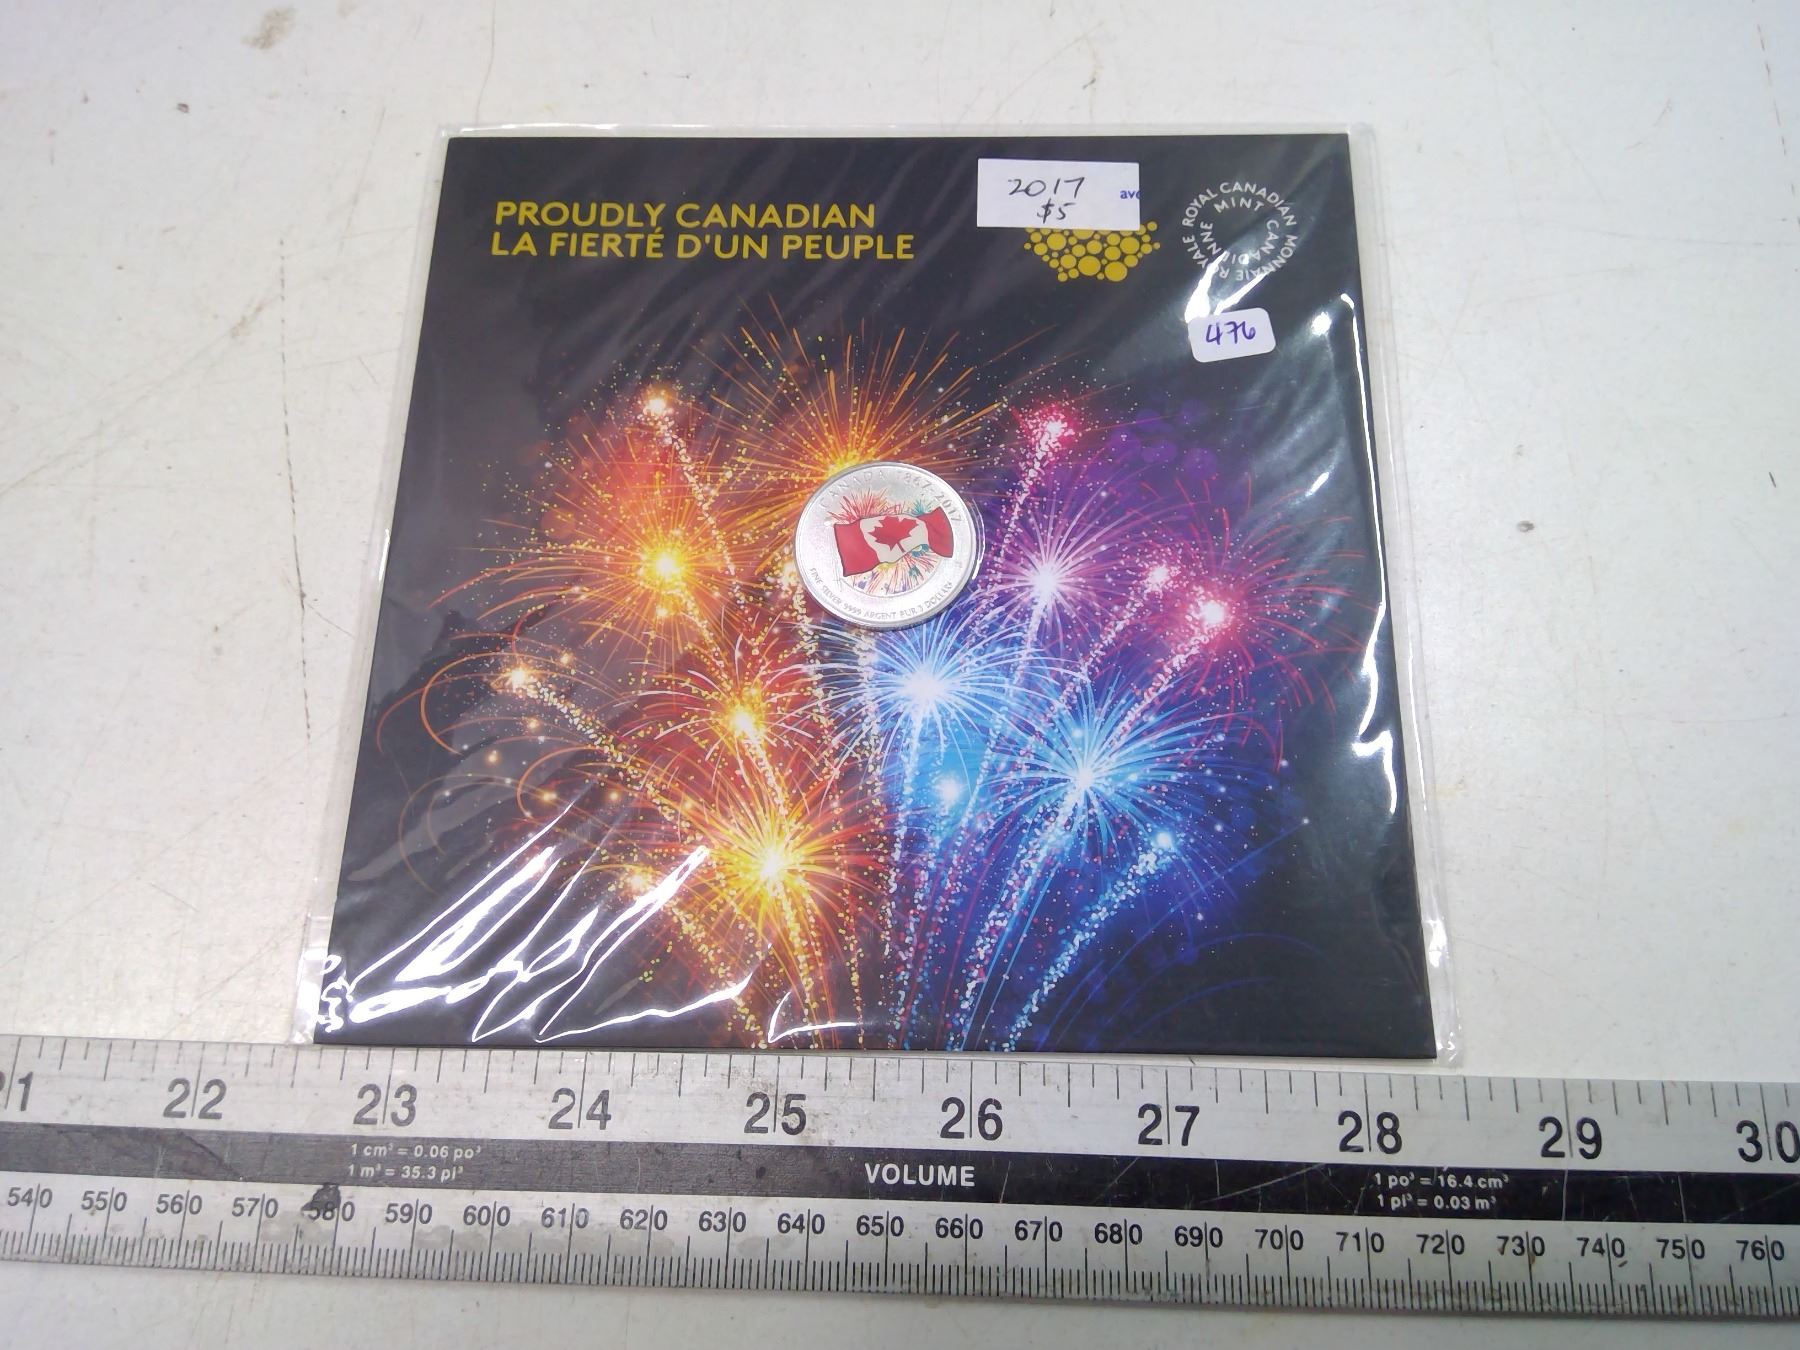 PROUDLY CANADIAN
LA FIERTÉ D'UN PEUPLE
2017
$5
ROYAL CANADIAN MINT
MONNAIE ROYALE CANADIENNE
476
CANADA 1867-2017
FINE SILVER 9999 ARGENT PUR DOLLARS
21 22 23 24 25 26 27 28 29 30
1 cm³ = 0.06 po³
1 m³ = 35.3 pi³
VOLUME
1 po³ = 16.4 cm³
1 pi³ = 0.03 m³
540 550 560 570 580 590 600 610 620 630 640 650 660 670 680 690 700 710 720 730 740 750 760